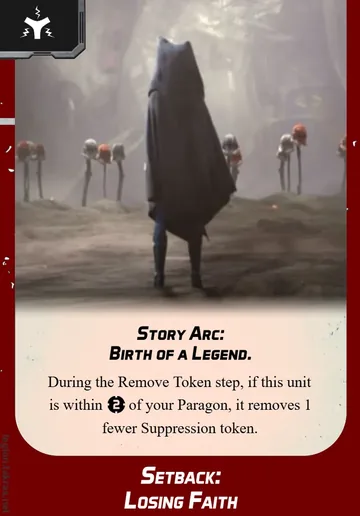 Story Arc:
Birth of a Legend.
During the Remove Token step, if this unit
is within 2 of your Paragon, it removes 1
fewer Suppression token.
Setback:
Losing Faith